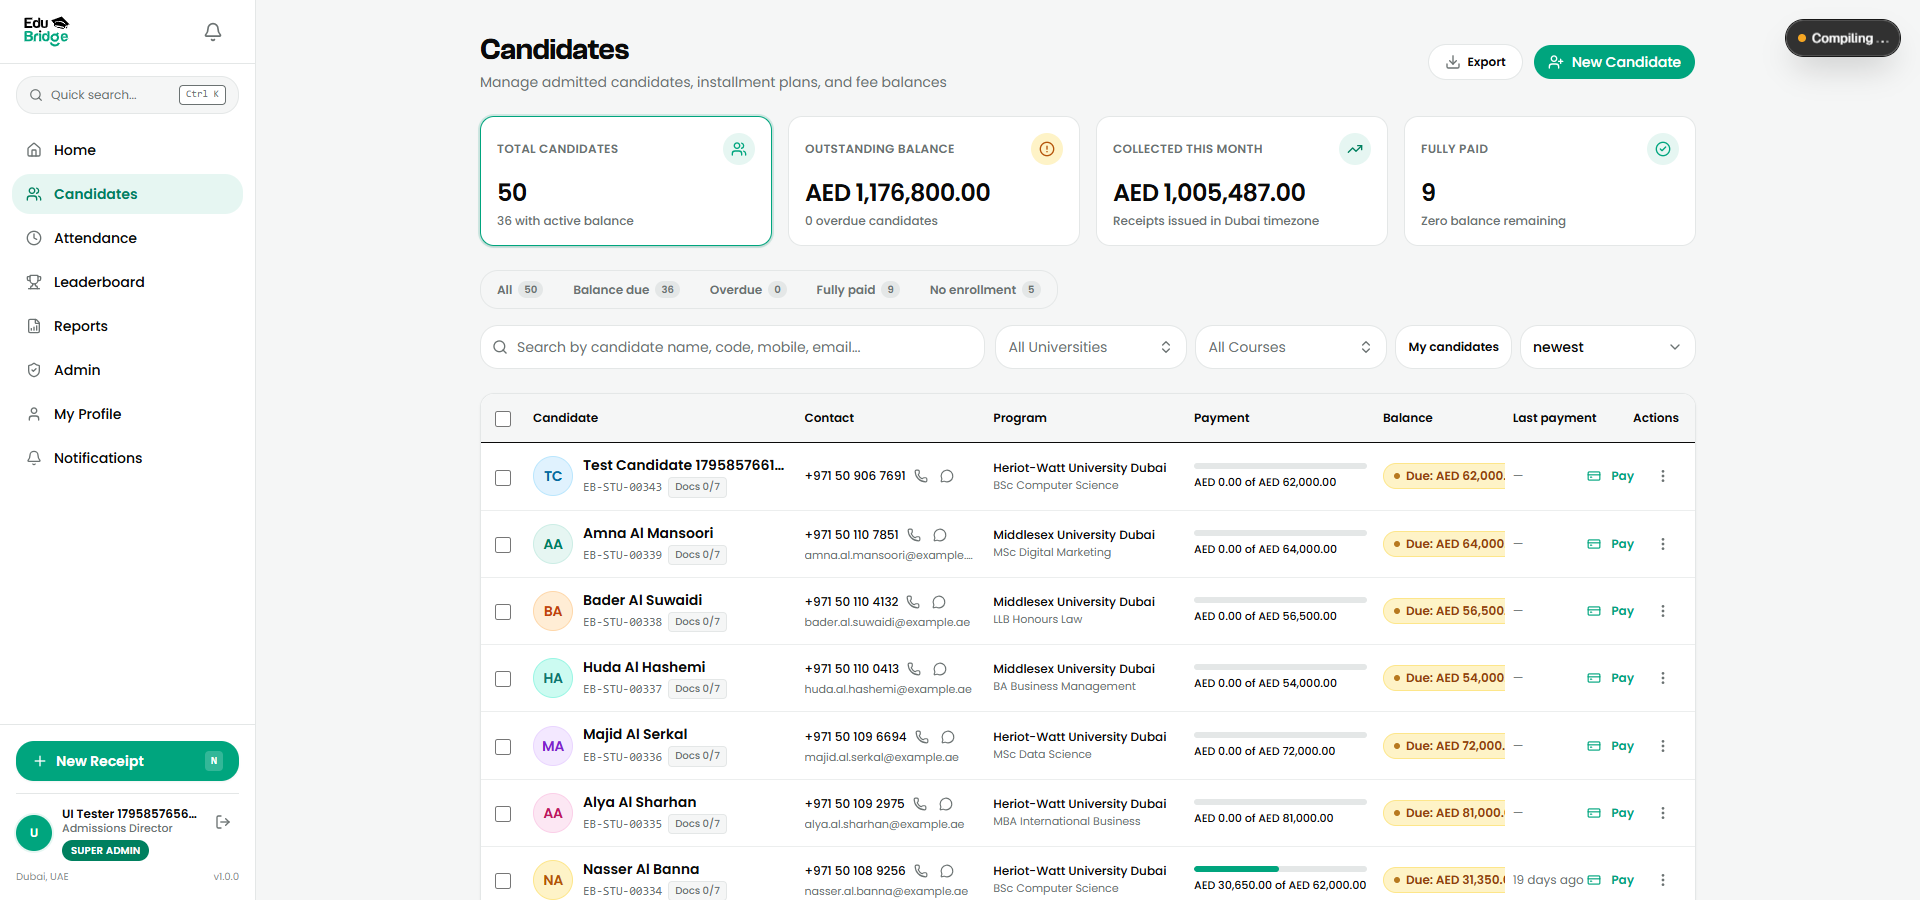 Edu
Bridge
Quick search...
Ctrl K
Home
Candidates
Attendance
Leaderboard
Reports
Admin
My Profile
Notifications
New Receipt N
U
UI Tester 1795857656...
Admissions Director
SUPER ADMIN
Dubai, UAE
v1.0.0
Candidates
Manage admitted candidates, installment plans, and fee balances
Export
New Candidate
Compiling ...
TOTAL CANDIDATES
50
36 with active balance
OUTSTANDING BALANCE
AED 1,176,800.00
0 overdue candidates
COLLECTED THIS MONTH
AED 1,005,487.00
Receipts issued in Dubai timezone
FULLY PAID
9
Zero balance remaining
All 50
Balance due 36
Overdue 0
Fully paid 9
No enrollment 5
Search by candidate name, code, mobile, email...
All Universities
All Courses
My candidates
newest
Candidate Contact Program Payment Balance Last payment Actions
TC
Test Candidate 1795857661...
EB-STU-00343 Docs 0/7
+971 50 906 7691
Heriot-Watt University Dubai
BSc Computer Science
AED 0.00 of AED 62,000.00
Due: AED 62,000.
—
Pay
AA
Amna Al Mansoori
EB-STU-00339 Docs 0/7
+971 50 110 7851
amna.al.mansoori@example....
Middlesex University Dubai
MSc Digital Marketing
AED 0.00 of AED 64,000.00
Due: AED 64,000
—
Pay
BA
Bader Al Suwaidi
EB-STU-00338 Docs 0/7
+971 50 110 4132
bader.al.suwaidi@example.ae
Middlesex University Dubai
LLB Honours Law
AED 0.00 of AED 56,500.00
Due: AED 56,500.
—
Pay
HA
Huda Al Hashemi
EB-STU-00337 Docs 0/7
+971 50 110 0413
huda.al.hashemi@example.ae
Middlesex University Dubai
BA Business Management
AED 0.00 of AED 54,000.00
Due: AED 54,000
—
Pay
MA
Majid Al Serkal
EB-STU-00336 Docs 0/7
+971 50 109 6694
majid.al.serkal@example.ae
Heriot-Watt University Dubai
MSc Data Science
AED 0.00 of AED 72,000.00
Due: AED 72,000.
—
Pay
AA
Alya Al Sharhan
EB-STU-00335 Docs 0/7
+971 50 109 2975
alya.al.sharhan@example.ae
Heriot-Watt University Dubai
MBA International Business
AED 0.00 of AED 81,000.00
Due: AED 81,000.
—
Pay
NA
Nasser Al Banna
EB-STU-00334 Docs 0/7
+971 50 108 9256
nasser.al.banna@example.ae
Heriot-Watt University Dubai
BSc Computer Science
AED 30,650.00 of AED 62,000.00
Due: AED 31,350.
19 days ago
Pay